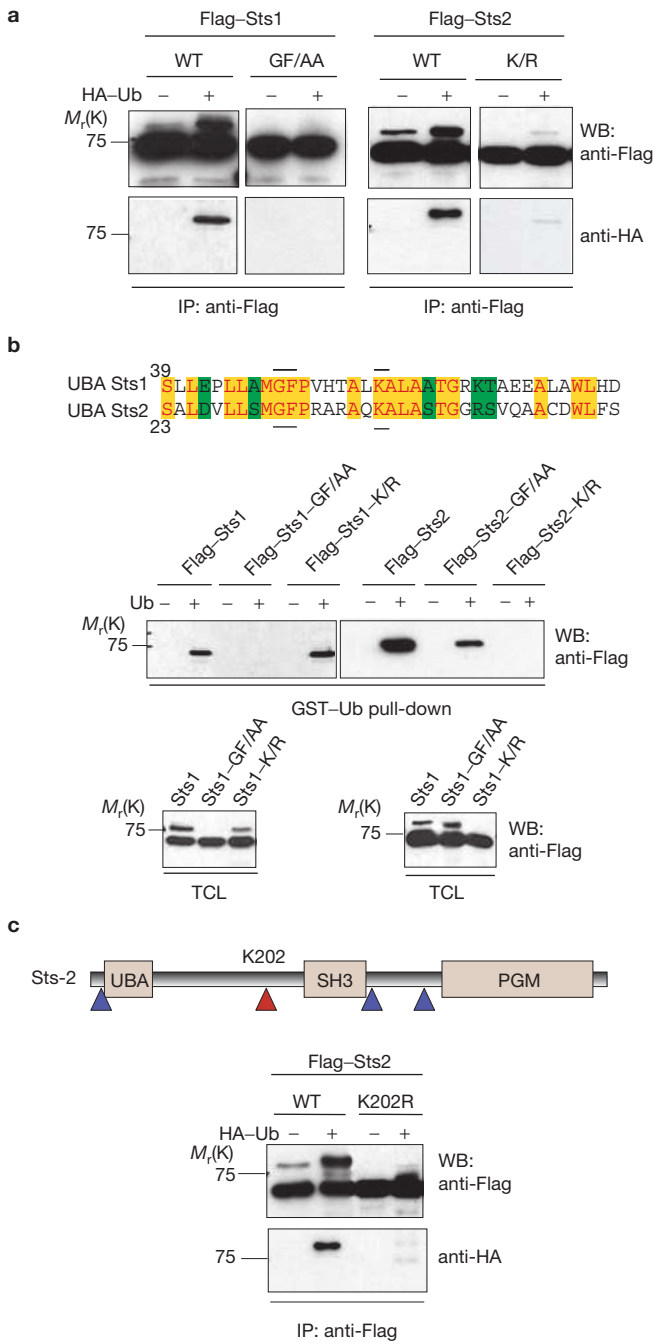 a
Flag–Sts1 Flag–Sts2
WT GF/AA WT K/R
HA–Ub – + – + – + – +
Mr(K)
75
WB:
anti-Flag
75
anti-HA
IP: anti-Flag IP: anti-Flag
b
39
UBA Sts1 SLLEPLLAMGFPVHTALKALAATGRKTAEEALAWLHD
UBA Sts2 SALDVLLSMGFPRARAQKALASTGGRSVQAACDWLFS
23
Flag–Sts1 Flag–Sts1–GF/AA Flag–Sts1–K/R Flag–Sts2 Flag–Sts2–GF/AA Flag–Sts2–K/R
Ub – + – + – + – + – + – +
Mr(K)
75
WB:
anti-Flag
GST–Ub pull-down
Sts1 Sts1–GF/AA Sts1–K/R Sts1 Sts1–GF/AA Sts1–K/R
Mr(K) Mr(K)
75 75
WB:
anti-Flag
TCL TCL
c
K202
Sts-2 UBA SH3 PGM
Flag–Sts2
WT K202R
HA–Ub – + – +
Mr(K)
75
WB:
anti-Flag
75
anti-HA
IP: anti-Flag